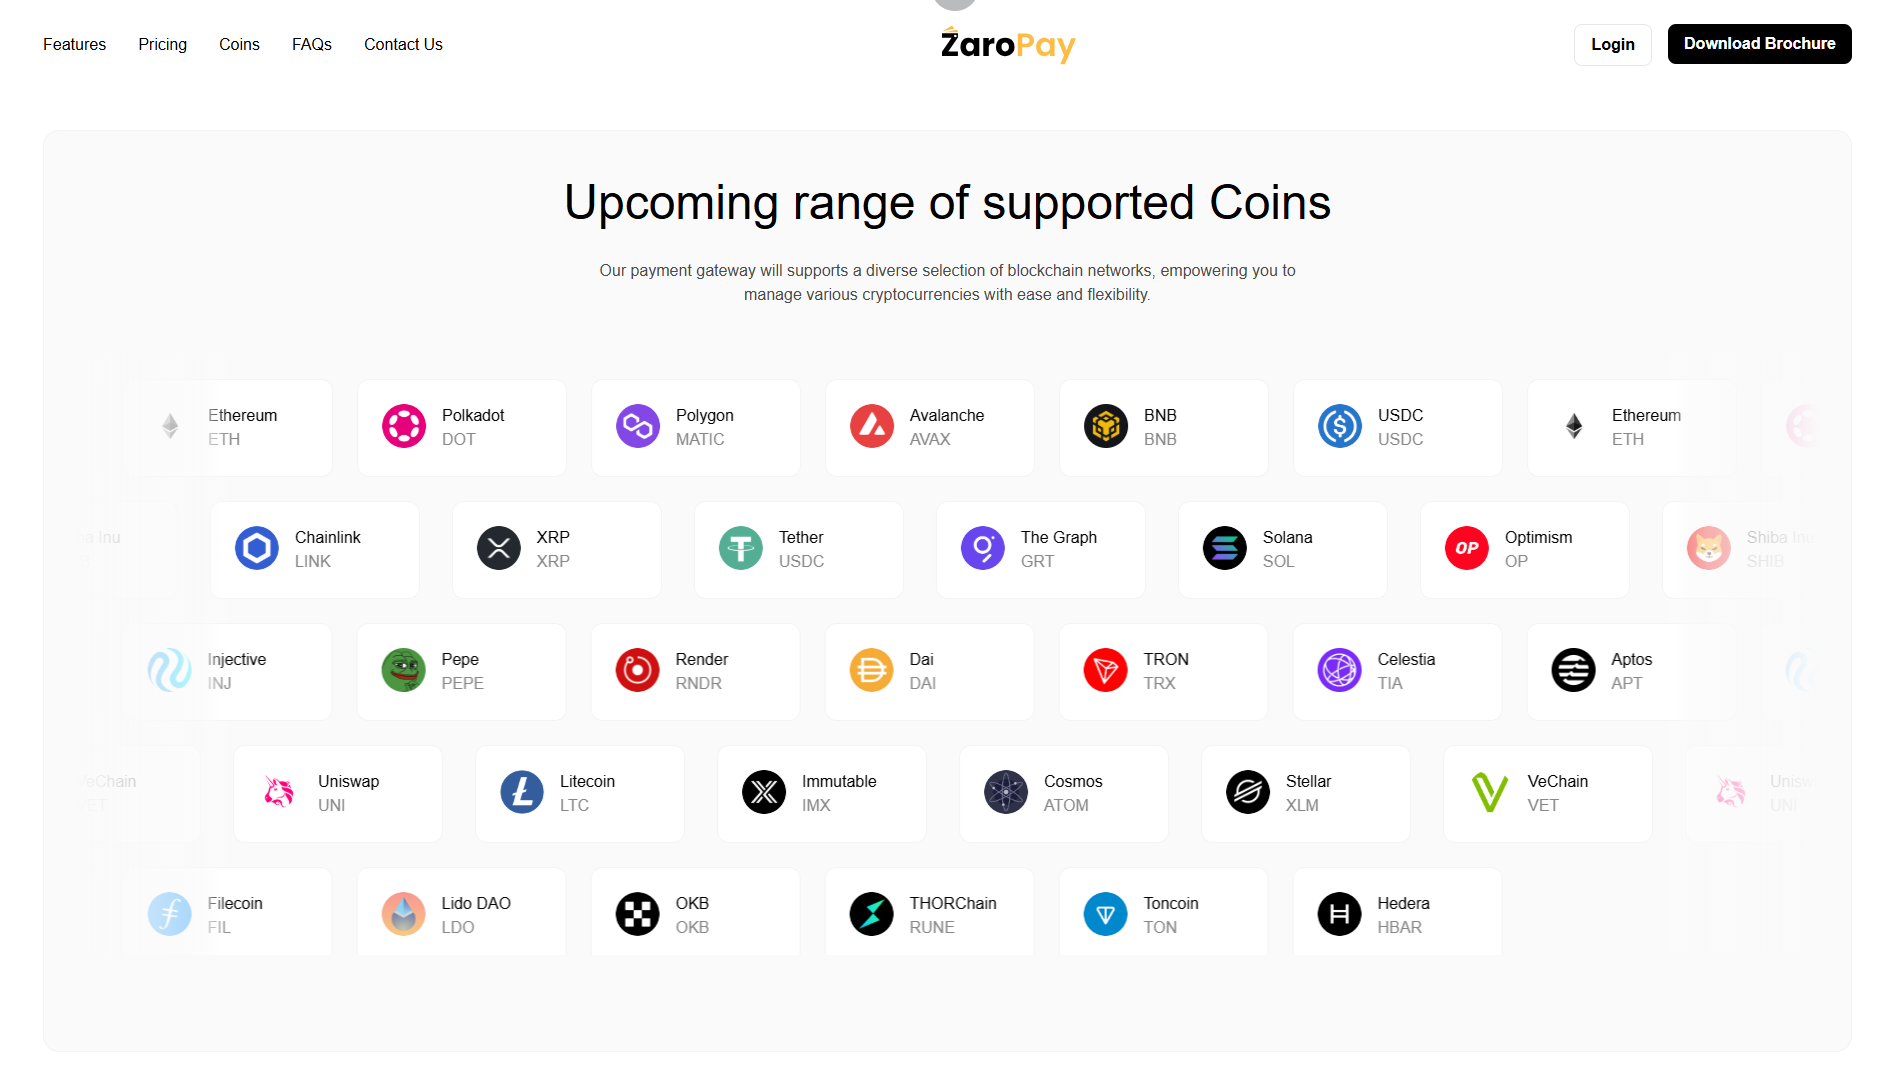 Features Pricing Coins FAQs Contact Us ZaroPay Login Download Brochure
Upcoming range of supported Coins
Our payment gateway will supports a diverse selection of blockchain networks, empowering you to
manage various cryptocurrencies with ease and flexibility.
Ethereum Polkadot Polygon Avalanche BNB USDC Ethereum
ETH DOT MATIC AVAX BNB USDC ETH
Inu Chainlink XRP Tether The Graph Solana Optimism Shiba Inu
LINK XRP USDC GRT SOL OP SHIB
Injective Pepe Render Dai TRON Celestia Aptos
INJ PEPE RNDR DAI TRX TIA APT
VeChain Uniswap Litecoin Immutable Cosmos Stellar VeChain Unisw
ET UNI LTC IMX ATOM XLM VET UNI
Filecoin Lido DAO OKB THORChain Toncoin Hedera
FIL LDO OKB RUNE TON HBAR